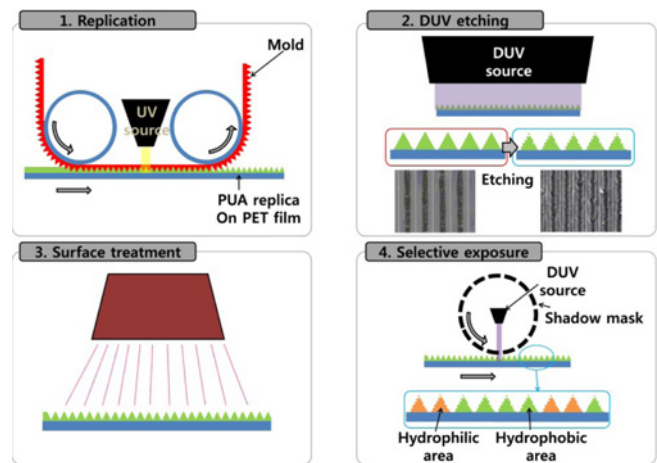 1. Replication
Mold
UV
source
PUA replica
On PET film
2. DUV etching
DUV
source
Etching
3. Surface treatment
4. Selective exposure
DUV
source
Shadow mask
Hydrophilic
area
Hydrophobic
area